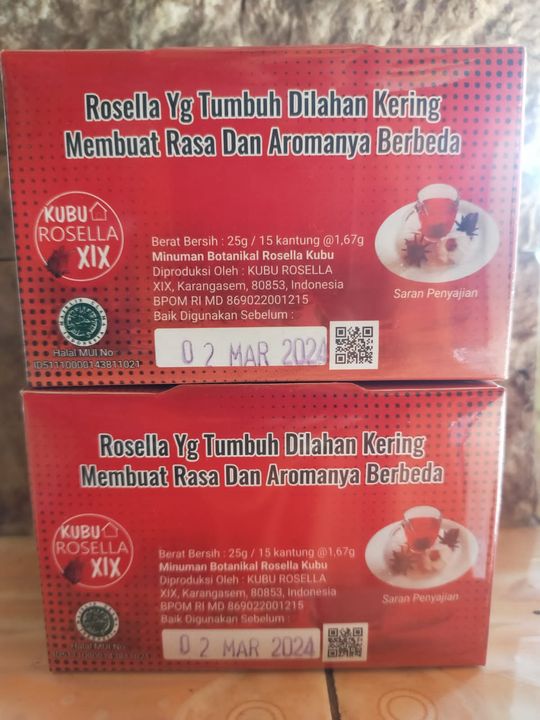 Rosella Yg Tumbuh Dilahan Kering
Membuat Rasa Dan Aromanya Berbeda
KUBU
ROSELLA
XIX
Berat Bersih : 25g / 15 kantung @1,67g
Minuman Botanikal Rosella Kubu
Diproduksi Oleh : KUBU ROSELLA
XIX, Karangasem, 80853, Indonesia
BPOM RI MD 869022001215
Baik Digunakan Sebelum :
02 MAR 2024
Saran Penyajian
Halal MUI No
ID51110000143811021
Rosella Yg Tumbuh Dilahan Kering
Membuat Rasa Dan Aromanya Berbeda
KUBU
ROSELLA
XIX
Berat Bersih : 25g / 15 kantung @1,67g
Minuman Botanikal Rosella Kubu
Diproduksi Oleh : KUBU ROSELLA
XIX, Karangasem, 80853, Indonesia
BPOM RI MD 869022001215
Baik Digunakan Sebelum :
02 MAR 2024
Saran Penyajian
Halal MUI No